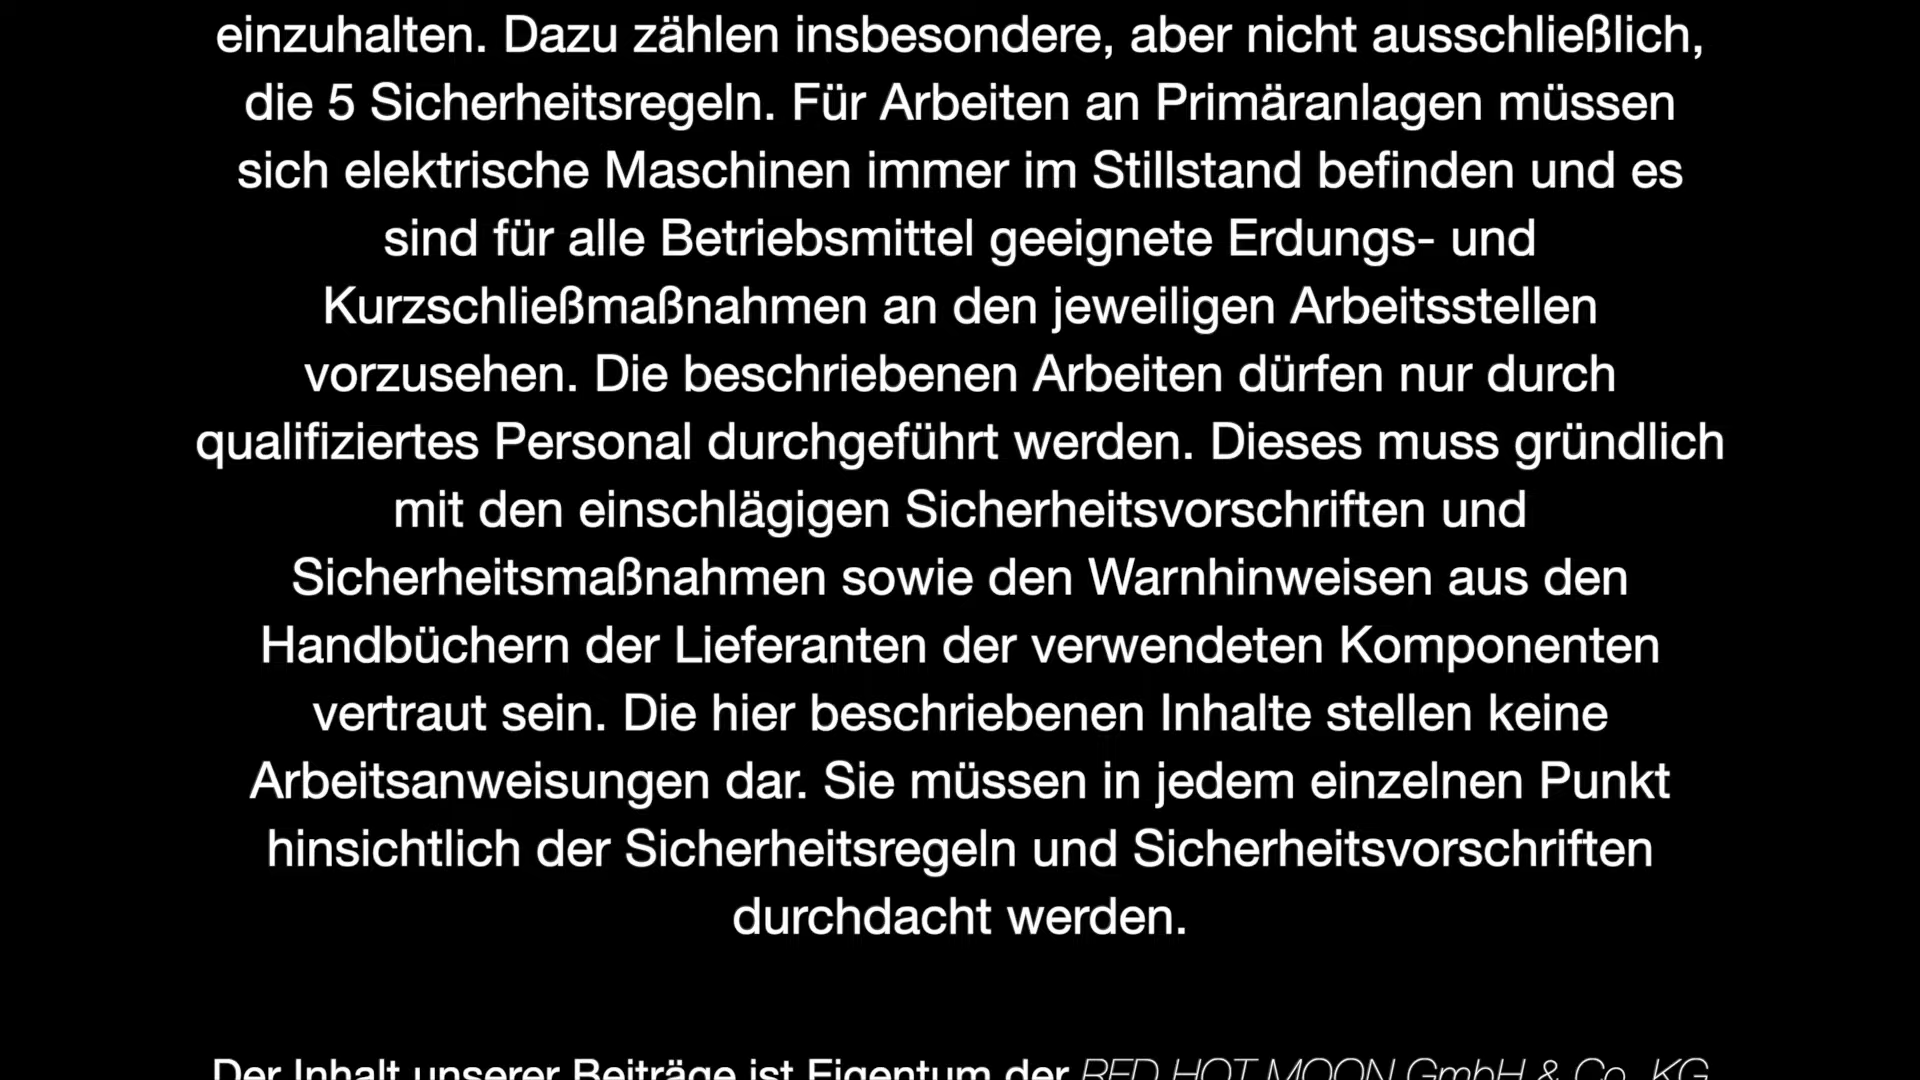 einzuhalten. Dazu zählen insbesondere, aber nicht ausschließlich,
die 5 Sicherheitsregeln. Für Arbeiten an Primäranlagen müssen
sich elektrische Maschinen immer im Stillstand befinden und es
sind für alle Betriebsmittel geeignete Erdungs- und
Kurzschließmaßnahmen an den jeweiligen Arbeitsstellen
vorzusehen. Die beschriebenen Arbeiten dürfen nur durch
qualifiziertes Personal durchgeführt werden. Dieses muss gründlich
mit den einschlägigen Sicherheitsvorschriften und
Sicherheitsmaßnahmen sowie den Warnhinweisen aus den
Handbüchern der Lieferanten der verwendeten Komponenten
vertraut sein. Die hier beschriebenen Inhalte stellen keine
Arbeitsanweisungen dar. Sie müssen in jedem einzelnen Punkt
hinsichtlich der Sicherheitsregeln und Sicherheitsvorschriften
durchdacht werden.
Der Inhalt unserer Beiträge ist Eigentum der RED HOT MOON GmbH & Co. KG